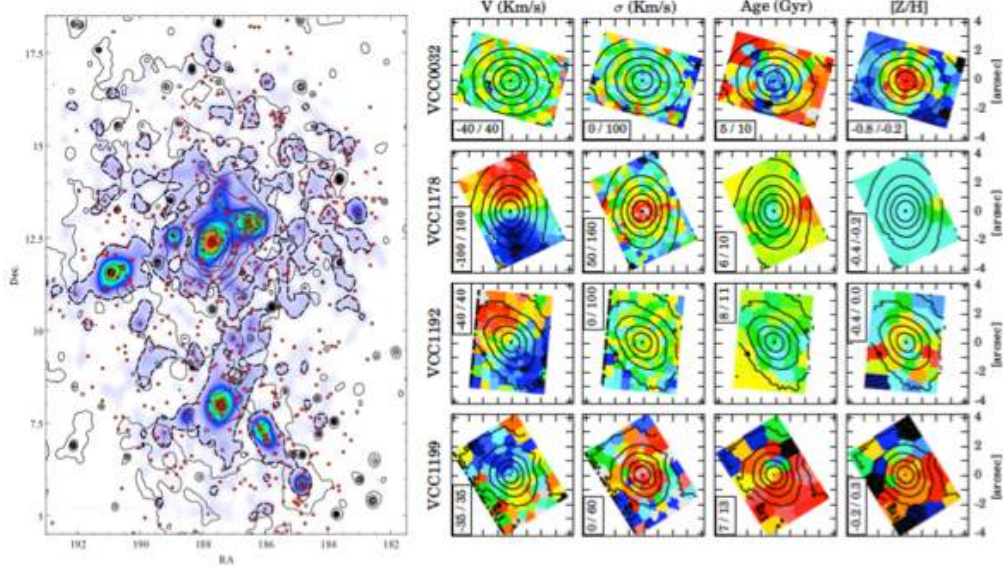 17.5
15
12.5
10
7.5
5
192
190
188
186
184
182
Dec.
RA
V (Km/s)
σ (Km/s)
Age (Gyr)
[Z/H]
VCC0032
-40 / 40
0 / 100
5 / 10
-0.8 /-0.2
4
2
0
-2
-4
[arcsec]
VCC1178
-100 / 100
50 / 160
6 / 10
-0.4 /-0.2
4
2
0
-2
-4
[arcsec]
VCC1192
-40 / 40
0 / 100
8 / 11
-0.4 / 0.0
4
2
0
-2
-4
[arcsec]
VCC1199
-35 / 35
0 / 60
7 / 13
-0.2 / 0.3
4
2
0
-2
-4
[arcsec]